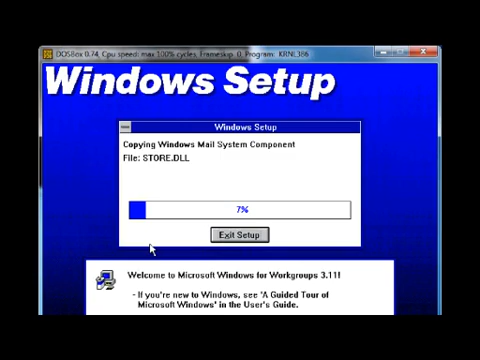 DOSBox 0.74, Cpu speed: max 100% cycles, Frameskip 0, Program: KRNL386
Windows Setup
Windows Setup
Copying Windows Mail System Component
File: STORE.DLL
7%
Exit Setup
Welcome to Microsoft Windows for Workgroups 3.11!
- If you're new to Windows, see 'A Guided Tour of
Microsoft Windows' in the User's Guide.